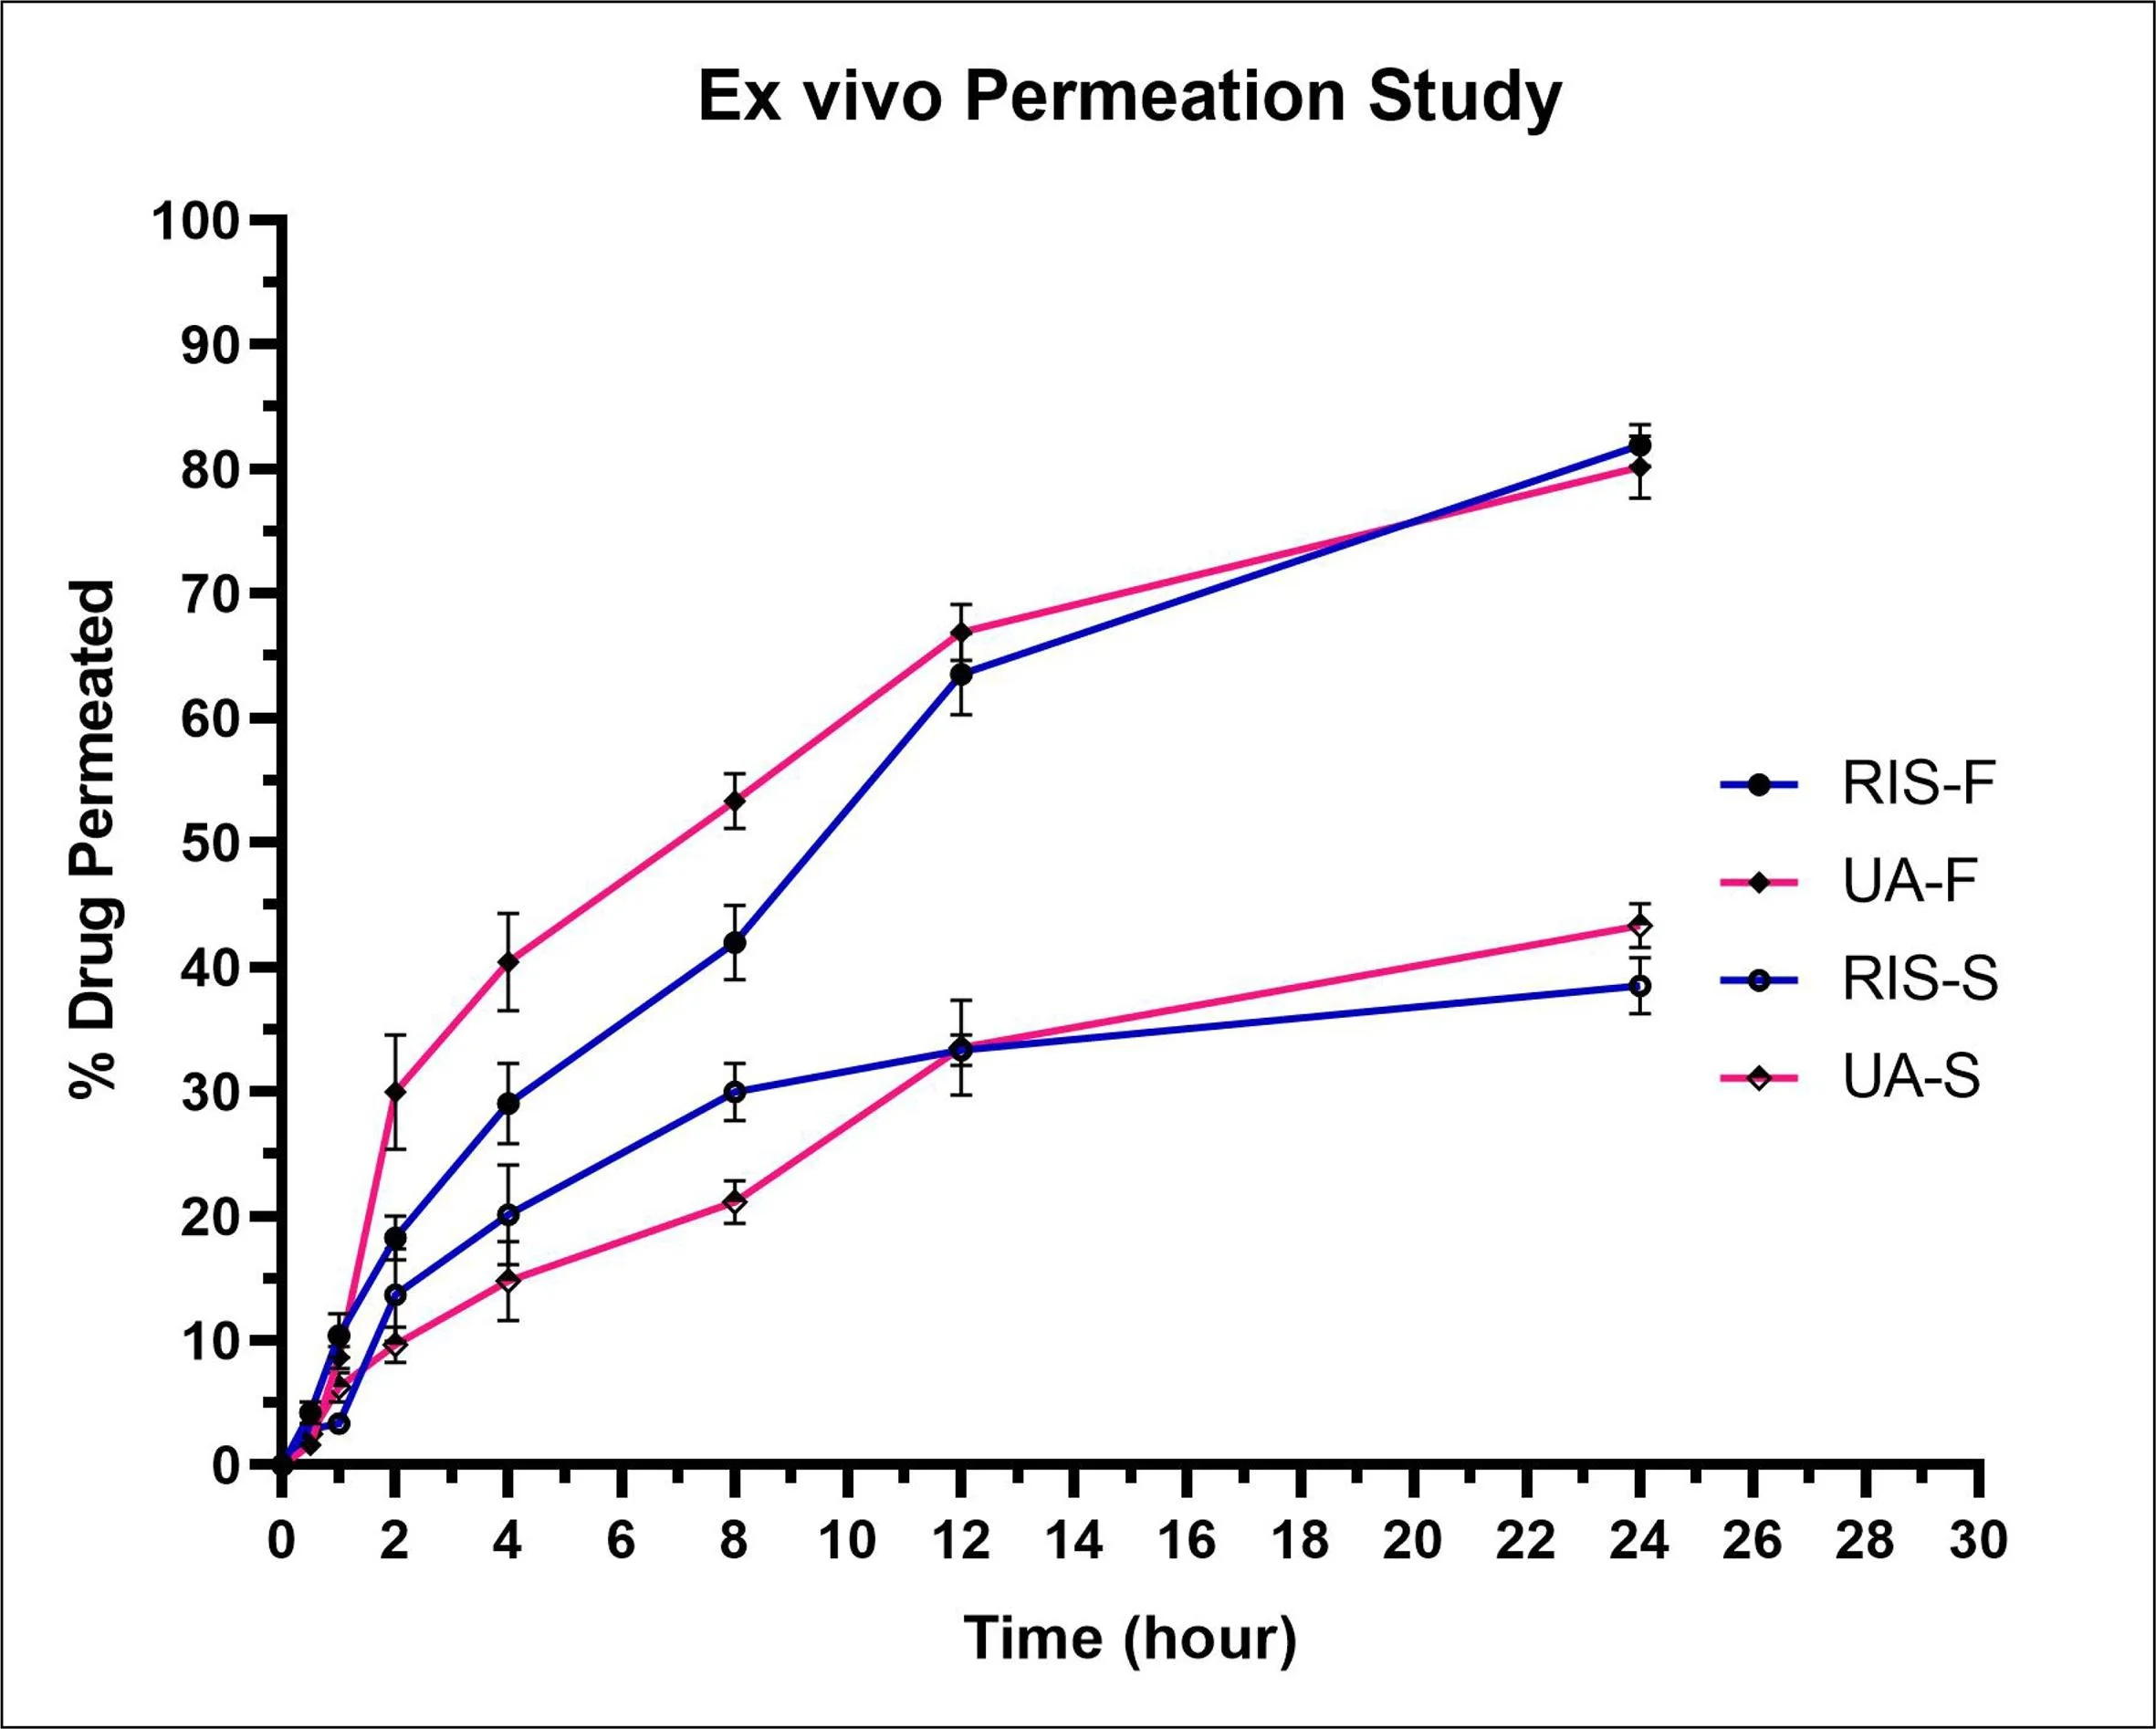 Ex vivo Permeation Study
% Drug Permeated
100
90
80
70
60
50
40
30
20
10
0
0 2 4 6 8 10 12 14 16 18 20 22 24 26 28 30
Time (hour)
RIS-F
UA-F
RIS-S
UA-S